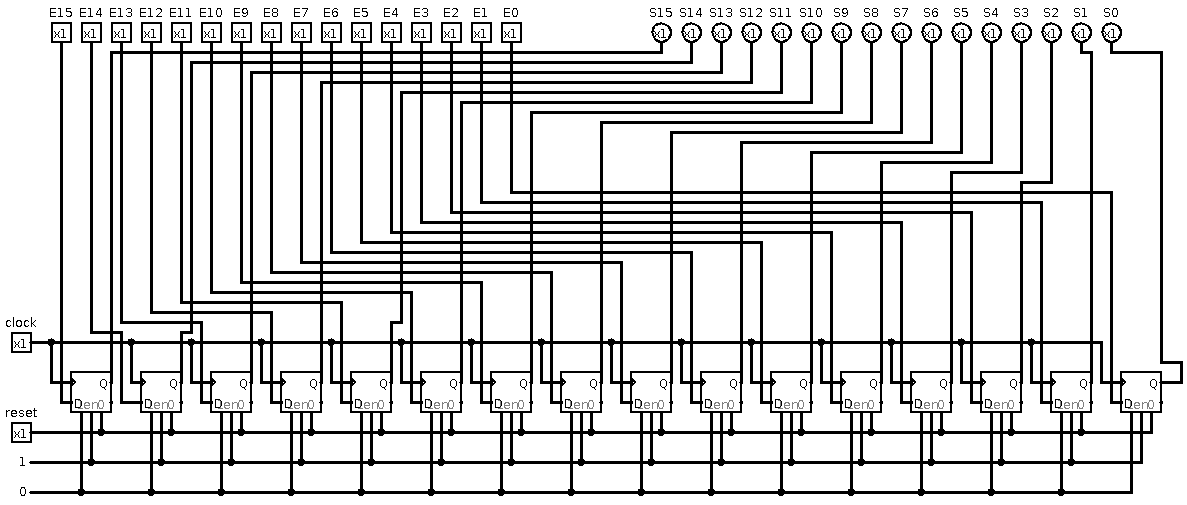 E15 E14 E13 E12 E11 E10 E9 E8 E7 E6 E5 E4 E3 E2 E1 E0 S15 S14 S13 S12 S11 S10 S9 S8 S7 S6 S5 S4 S3 S2 S1 S0
x1 x1 x1 x1 x1 x1 x1 x1 x1 x1 x1 x1 x1 x1 x1 x1 x1 x1 x1 x1 x1 x1 x1 x1 x1 x1 x1 x1 x1 x1 x1 x1
clock
x1
Q Q Q Q Q Q Q Q Q Q Q Q Q Q Q Q
D en 0 D en 0 D en 0 D en 0 D en 0 D en 0 D en 0 D en 0 D en 0 D en 0 D en 0 D en 0 D en 0 D en 0 D en 0 D en 0
reset
x1
1
0